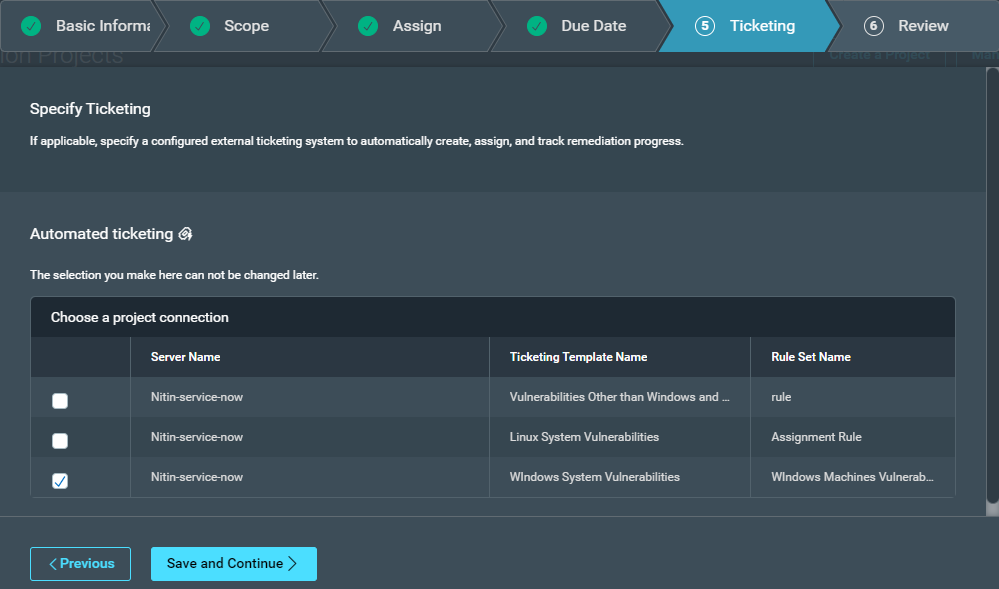 Basic Informa
Scope
Assign
Due Date
5 Ticketing
6 Review
ion Projects
Create a Project
Man
Specify Ticketing
If applicable, specify a configured external ticketing system to automatically create, assign, and track remediation progress.
Automated ticketing
The selection you make here can not be changed later.
Choose a project connection
Server Name Ticketing Template Name Rule Set Name
Nitin-service-now Vulnerabilities Other than Windows and ... rule
Nitin-service-now Linux System Vulnerabilities Assignment Rule
Nitin-service-now WIndows System Vulnerabilities WIndows Machines Vulnerab...
Previous
Save and Continue